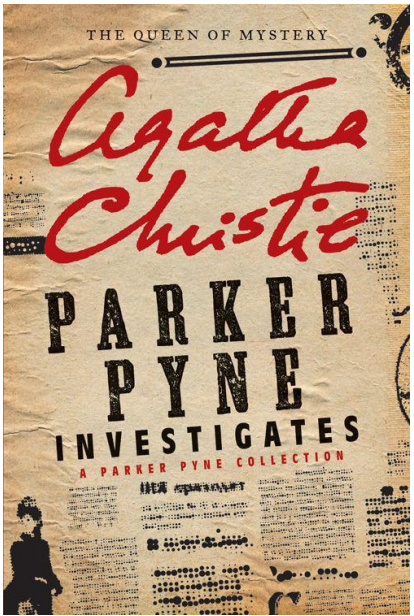 THE QUEEN OF MYSTERY
Agatha
Christie
PARKER
PYNE
INVESTIGATES
A PARKER PYNE COLLECTION